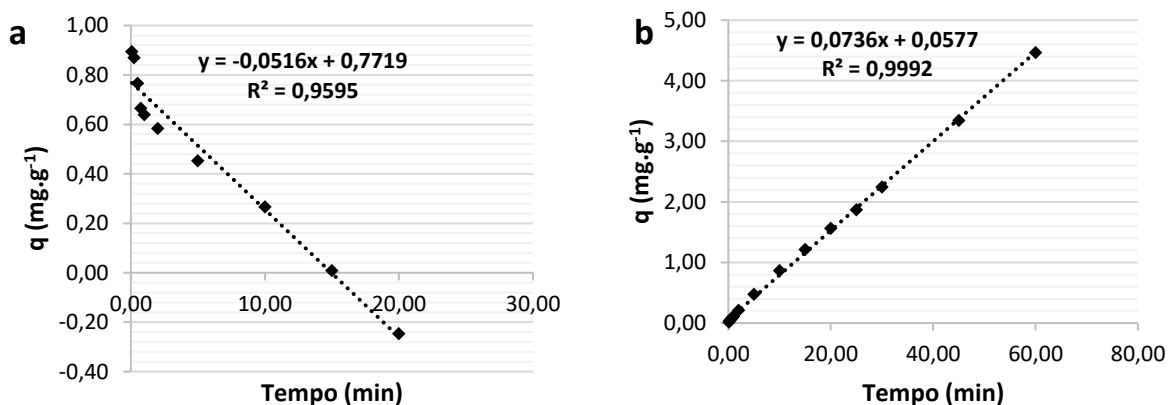 a
y = -0,0516x + 0,7719
R² = 0,9595
1,00
0,80
0,60
0,40
0,20
0,00
-0,20
-0,40
0,00 10,00 20,00 30,00
q (mg.g⁻¹)
Tempo (min)
b
y = 0,0736x + 0,0577
R² = 0,9992
5,00
4,00
3,00
2,00
1,00
0,00
0,00 20,00 40,00 60,00 80,00
q (mg.g⁻¹)
Tempo (min)